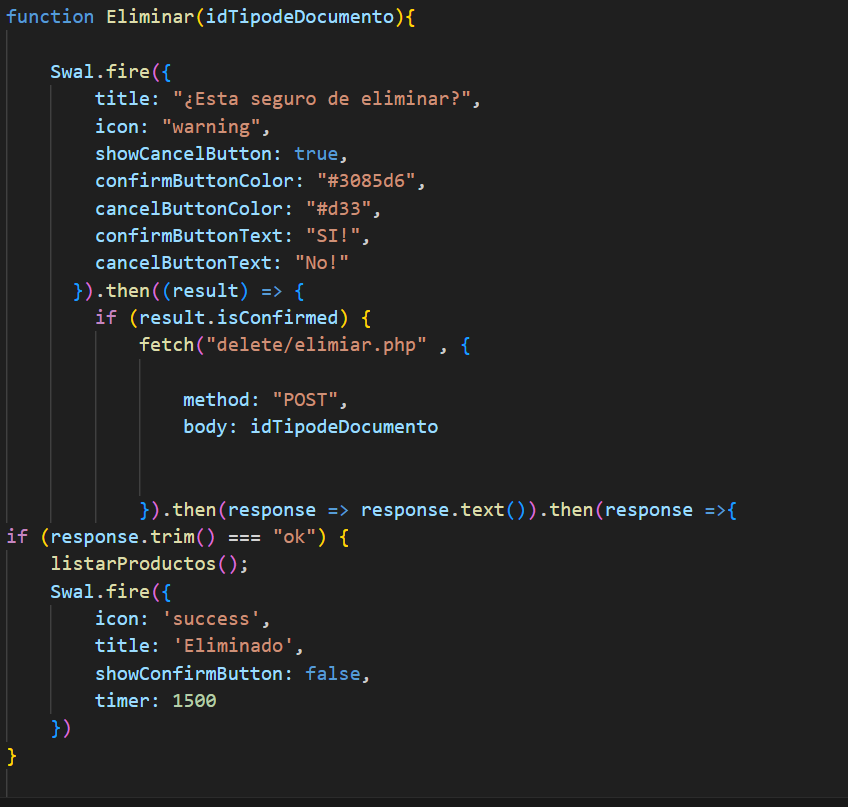 function Eliminar(idTipodeDocumento){
Swal.fire({
title: "¿Esta seguro de eliminar?",
icon: "warning",
showCancelButton: true,
confirmButtonColor: "#3085d6",
cancelButtonColor: "#d33",
confirmButtonText: "SI!",
cancelButtonText: "No!"
}).then((result) => {
if (result.isConfirmed) {
fetch("delete/elimiar.php" , {
method: "POST",
body: idTipodeDocumento
}).then(response => response.text()).then(response =>{
if (response.trim() === "ok") {
listarProductos();
Swal.fire({
icon: 'success',
title: 'Eliminado',
showConfirmButton: false,
timer: 1500
})
}